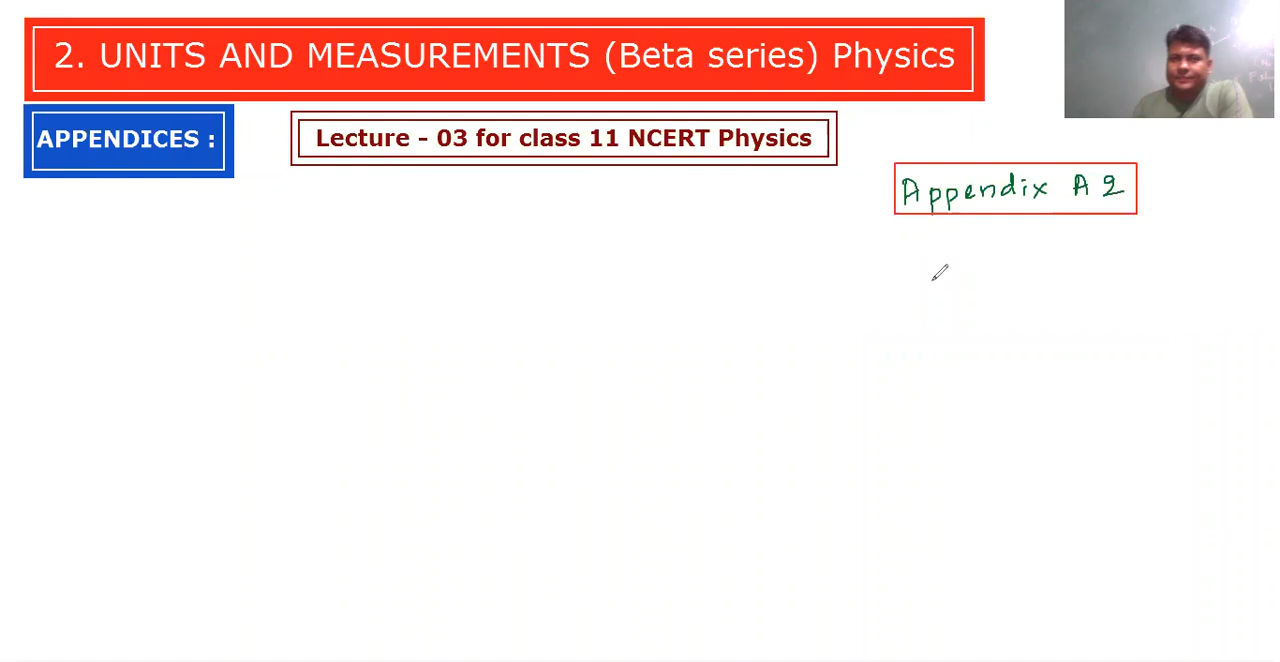 2. UNITS AND MEASUREMENTS (Beta series) Physics
APPENDICES :
Lecture - 03 for class 11 NCERT Physics
Appendix A 2